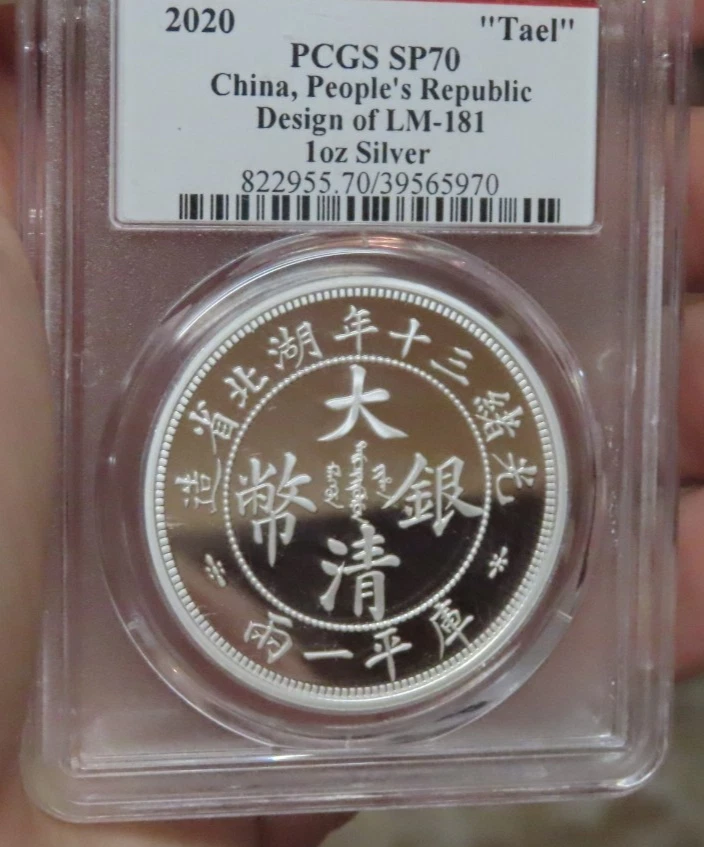 2020 "Tael"
PCGS SP70
China, People's Republic
Design of LM-181
1oz Silver
822955.70/39565970
光緒三十年湖北省造
大清
銀幣
庫平一兩